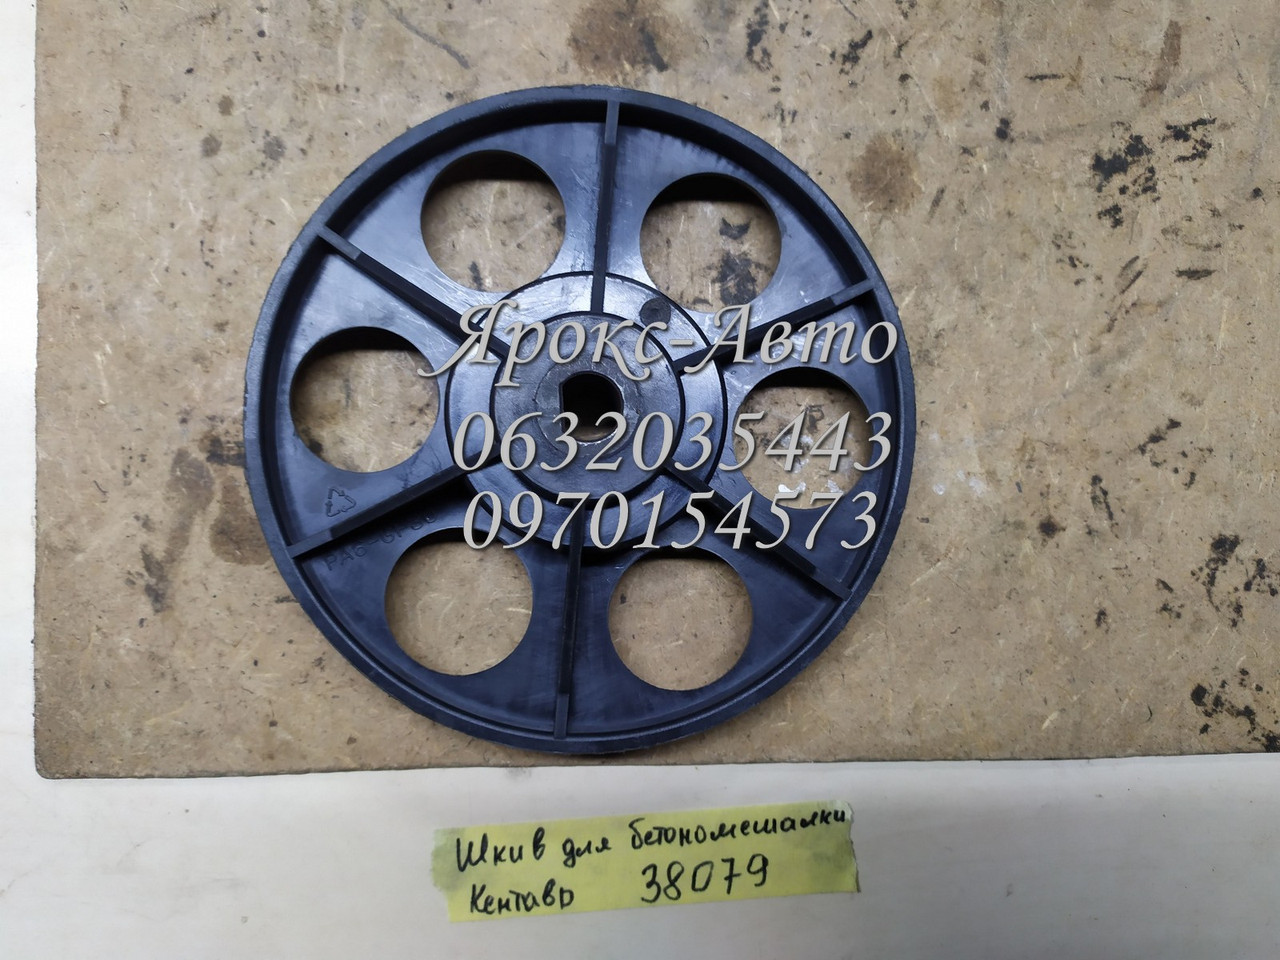 Ярокс-Авто
0632035443
0970154573
Шкив для бетономешалки
Кентавр 38079